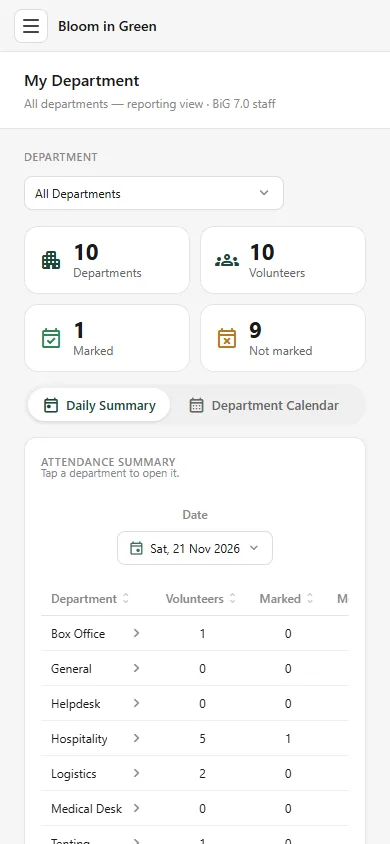 Bloom in Green
My Department
All departments — reporting view · BiG 7.0 staff
DEPARTMENT
All Departments
10
Departments
10
Volunteers
1
Marked
9
Not marked
Daily Summary
Department Calendar
ATTENDANCE SUMMARY
Tap a department to open it.
Date
Sat, 21 Nov 2026
Department Volunteers Marked
Box Office 1 0
General 0 0
Helpdesk 0 0
Hospitality 5 1
Logistics 2 0
Medical Desk 0 0